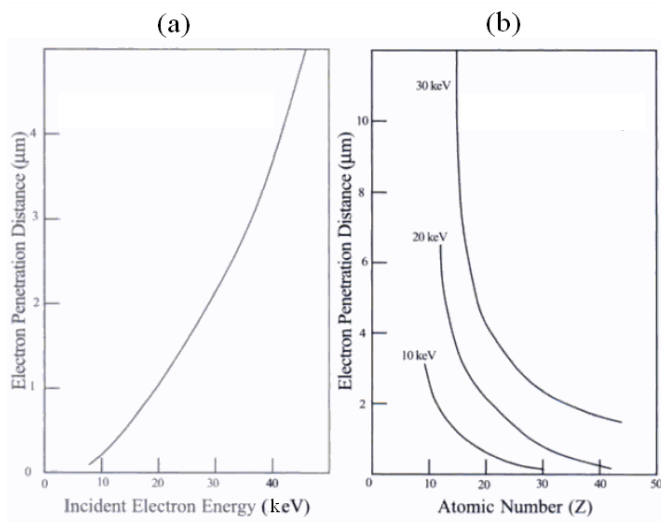 (a)
(b)
Electron Penetration Distance (μm)
4
3
2
1
0
10
20
30
40
Incident Electron Energy (keV)
Electron Penetration Distance (μm)
10
8
6
4
2
30 keV
20 keV
10 keV
0
10
20
30
40
50
Atomic Number (Z)